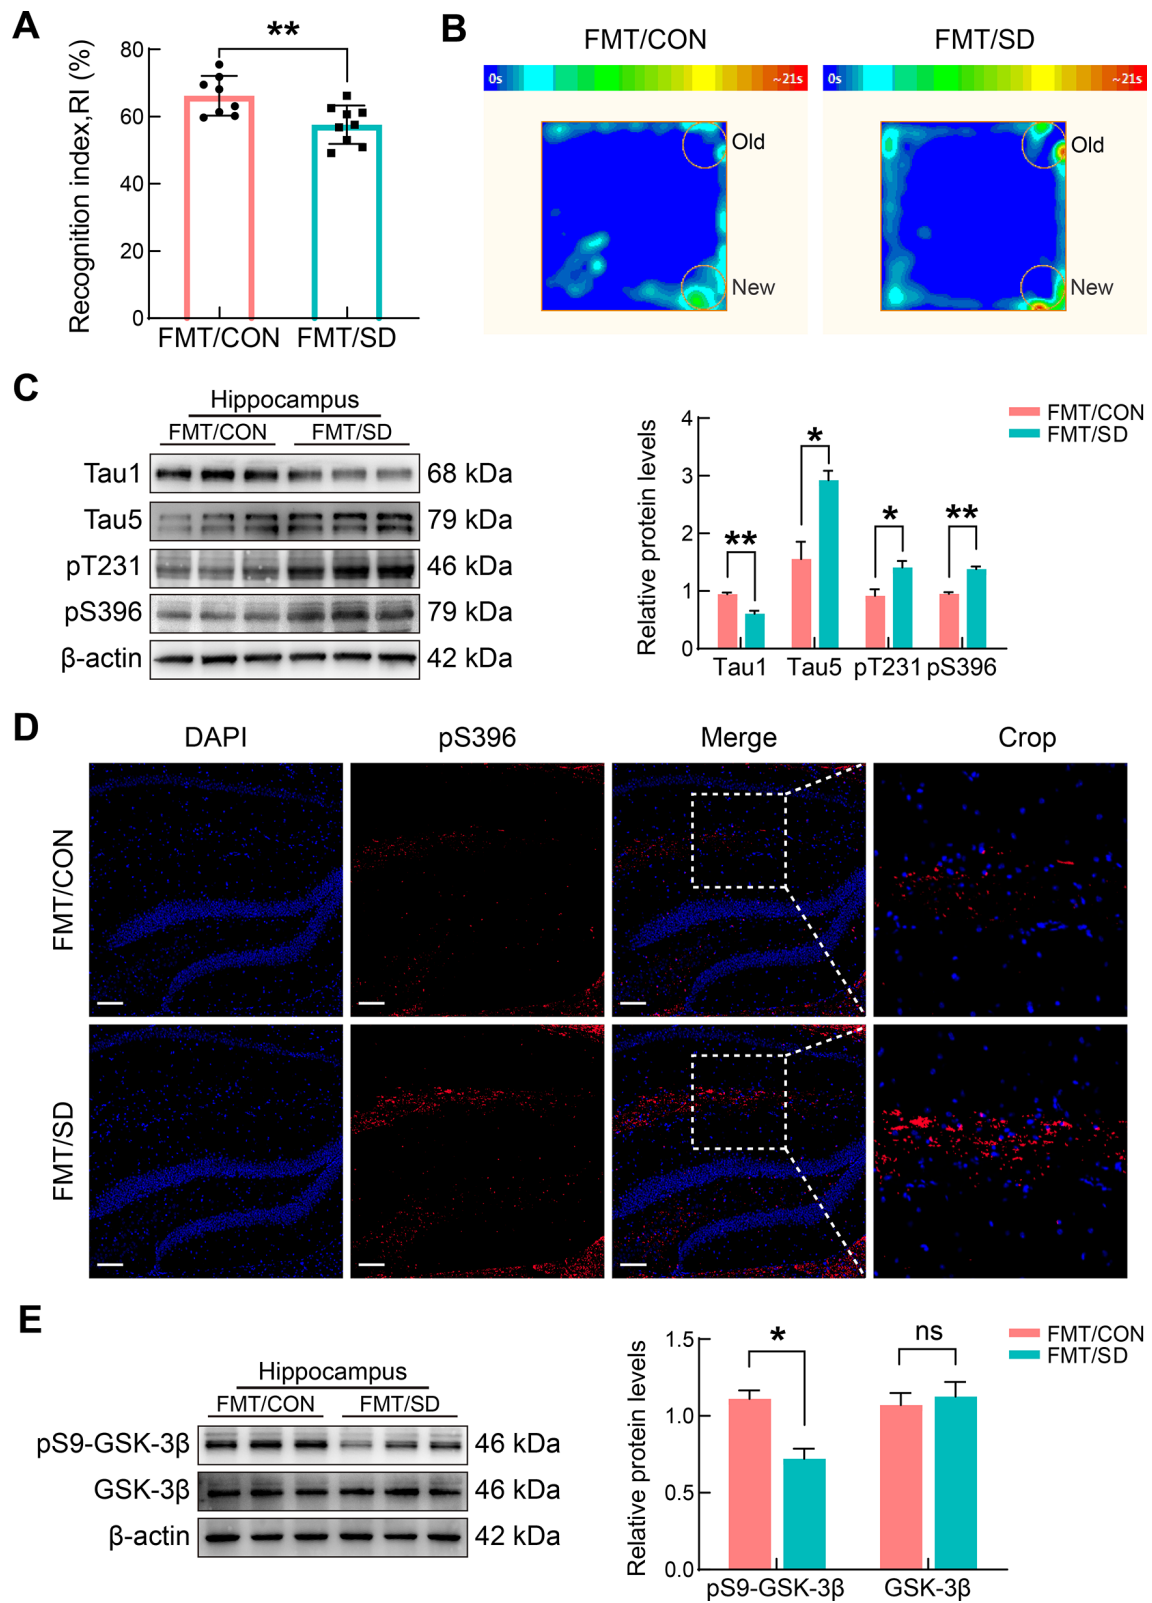 A
Recognition index,RI (%)
80
60
40
20
0
**
FMT/CON FMT/SD
B
FMT/CON FMT/SD
0s ~21s 0s ~21s
Old Old
New New
C
Hippocampus
FMT/CON FMT/SD
Tau1 68 kDa
Tau5 79 kDa
pT231 46 kDa
pS396 79 kDa
β-actin 42 kDa
Relative protein levels
4
3
2
1
0
** * * **
Tau1 Tau5 pT231 pS396
FMT/CON
FMT/SD
D
DAPI pS396 Merge Crop
FMT/CON
FMT/SD
E
Hippocampus
FMT/CON FMT/SD
pS9-GSK-3β 46 kDa
GSK-3β 46 kDa
β-actin 42 kDa
Relative protein levels
1.5
1.0
0.5
0.0
* ns
pS9-GSK-3β GSK-3β
FMT/CON
FMT/SD